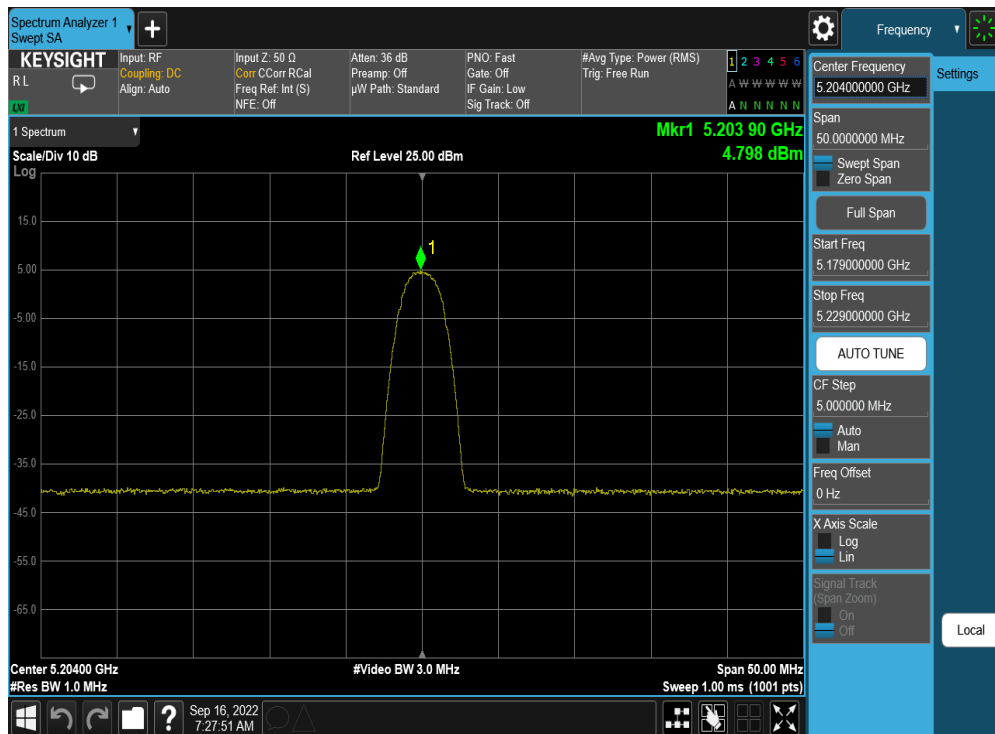 Spectrum Analyzer 1
Swept SA
+
Frequency
KEYSIGHT
R L
LXI
Input: RF
Coupling: DC
Align: Auto
Input Z: 50 Ω
Corr CCorr RCal
Freq Ref: Int (S)
NFE: Off
Atten: 36 dB
Preamp: Off
µW Path: Standard
PNO: Fast
Gate: Off
IF Gain: Low
Sig Track: Off
#Avg Type: Power (RMS)
Trig: Free Run
1 2 3 4 5 6
A W W W W W
A N N N N N
1 Spectrum
Scale/Div 10 dB
Log
Ref Level 25.00 dBm
Mkr1 5.203 90 GHz
4.798 dBm
1
15.0
5.00
-5.00
-15.0
-25.0
-35.0
-45.0
-55.0
-65.0
Center 5.20400 GHz
#Res BW 1.0 MHz
#Video BW 3.0 MHz
Span 50.00 MHz
Sweep 1.00 ms (1001 pts)
Center Frequency
5.204000000 GHz
Settings
Span
50.0000000 MHz
Swept Span
Zero Span
Full Span
Start Freq
5.179000000 GHz
Stop Freq
5.229000000 GHz
AUTO TUNE
CF Step
5.000000 MHz
Auto
Man
Freq Offset
0 Hz
X Axis Scale
Log
Lin
Signal Track
(Span Zoom)
On
Off
Local
?
Sep 16, 2022
7:27:51 AM